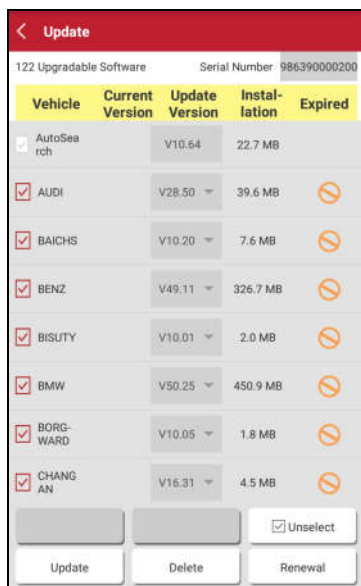 Update
122 Upgradable Software Serial Number 986390000200
Vehicle Current Version Update Version Instal-lation Expired
AutoSea
rch V10.64 22.7 MB
AUDI V28.50 39.6 MB
BAICHS V10.20 7.6 MB
BENZ V49.11 326.7 MB
BISUTY V10.01 2.0 MB
BMW V50.25 450.9 MB
BORG-
WARD V10.05 1.8 MB
CHANG
AN V16.31 4.5 MB
Unselect
Update Delete Renewal